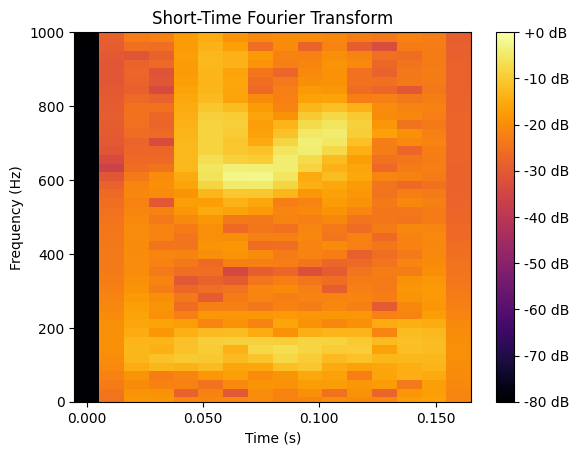 Short-Time Fourier Transform
1000
800
600
400
200
0
Frequency (Hz)
0.000
0.050
0.100
0.150
Time (s)
+0 dB
-10 dB
-20 dB
-30 dB
-40 dB
-50 dB
-60 dB
-70 dB
-80 dB